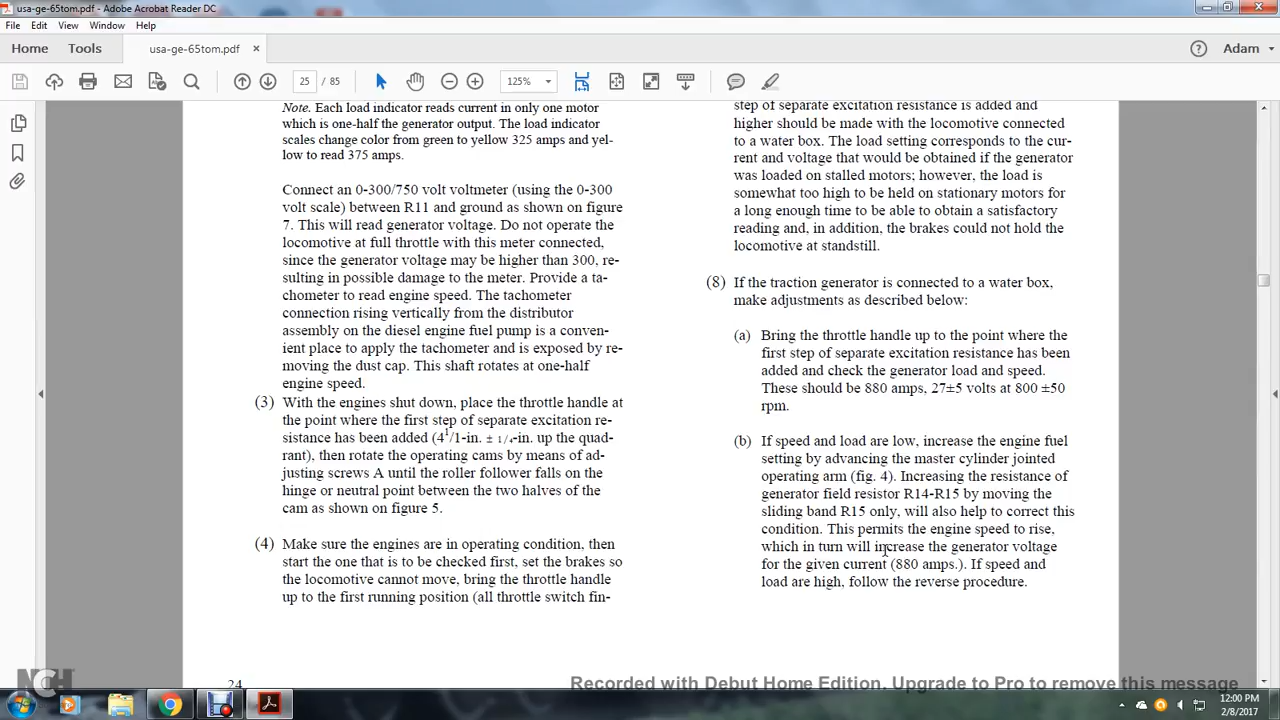 usa-ge-65tom.pdf - Adobe Acrobat Reader DC
File Edit View Window Help
Home Tools usa-ge-65tom.pdf × Adam
25 / 85 125%
Note. Each load indicator reads current in only one motor
which is one-half the generator output. The load indicator
scales change color from green to yellow 325 amps and yel-
low to read 375 amps.
Connect an 0-300/750 volt voltmeter (using the 0-300
volt scale) between R11 and ground as shown on figure
7. This will read generator voltage. Do not operate the
locomotive at full throttle with this meter connected,
since the generator voltage may be higher than 300, re-
sulting in possible damage to the meter. Provide a ta-
chometer to read engine speed. The tachometer
connection rising vertically from the distributor
assembly on the diesel engine fuel pump is a conven-
ient place to apply the tachometer and is exposed by re-
moving the dust cap. This shaft rotates at one-half
engine speed.
(3) With the engines shut down, place the throttle handle at
the point where the first step of separate excitation re-
sistance has been added (4¹/1-in. ± 1/4-in. up the quad-
rant), then rotate the operating cams by means of ad-
justing screws A until the roller follower falls on the
hinge or neutral point between the two halves of the
cam as shown on figure 5.
(4) Make sure the engines are in operating condition, then
start the one that is to be checked first, set the brakes so
the locomotive cannot move, bring the throttle handle
up to the first running position (all throttle switch fin-
24
step of separate excitation resistance is added and
higher should be made with the locomotive connected
to a water box. The load setting corresponds to the cur-
rent and voltage that would be obtained if the generator
was loaded on stalled motors; however, the load is
somewhat too high to be held on stationary motors for
a long enough time to be able to obtain a satisfactory
reading and, in addition, the brakes could not hold the
locomotive at standstill.
(8) If the traction generator is connected to a water box,
make adjustments as described below:
(a) Bring the throttle handle up to the point where the
first step of separate excitation resistance has been
added and check the generator load and speed.
These should be 880 amps, 27±5 volts at 800 ±50
rpm.
(b) If speed and load are low, increase the engine fuel
setting by advancing the master cylinder jointed
operating arm (fig. 4). Increasing the resistance of
generator field resistor R14-R15 by moving the
sliding band R15 only, will also help to correct this
condition. This permits the engine speed to rise,
which in turn will increase the generator voltage
for the given current (880 amps.). If speed and
load are high, follow the reverse procedure.
NCH
Recorded with Debut Home Edition. Upgrade to Pro to remove this message
12:00 PM
2/8/2017